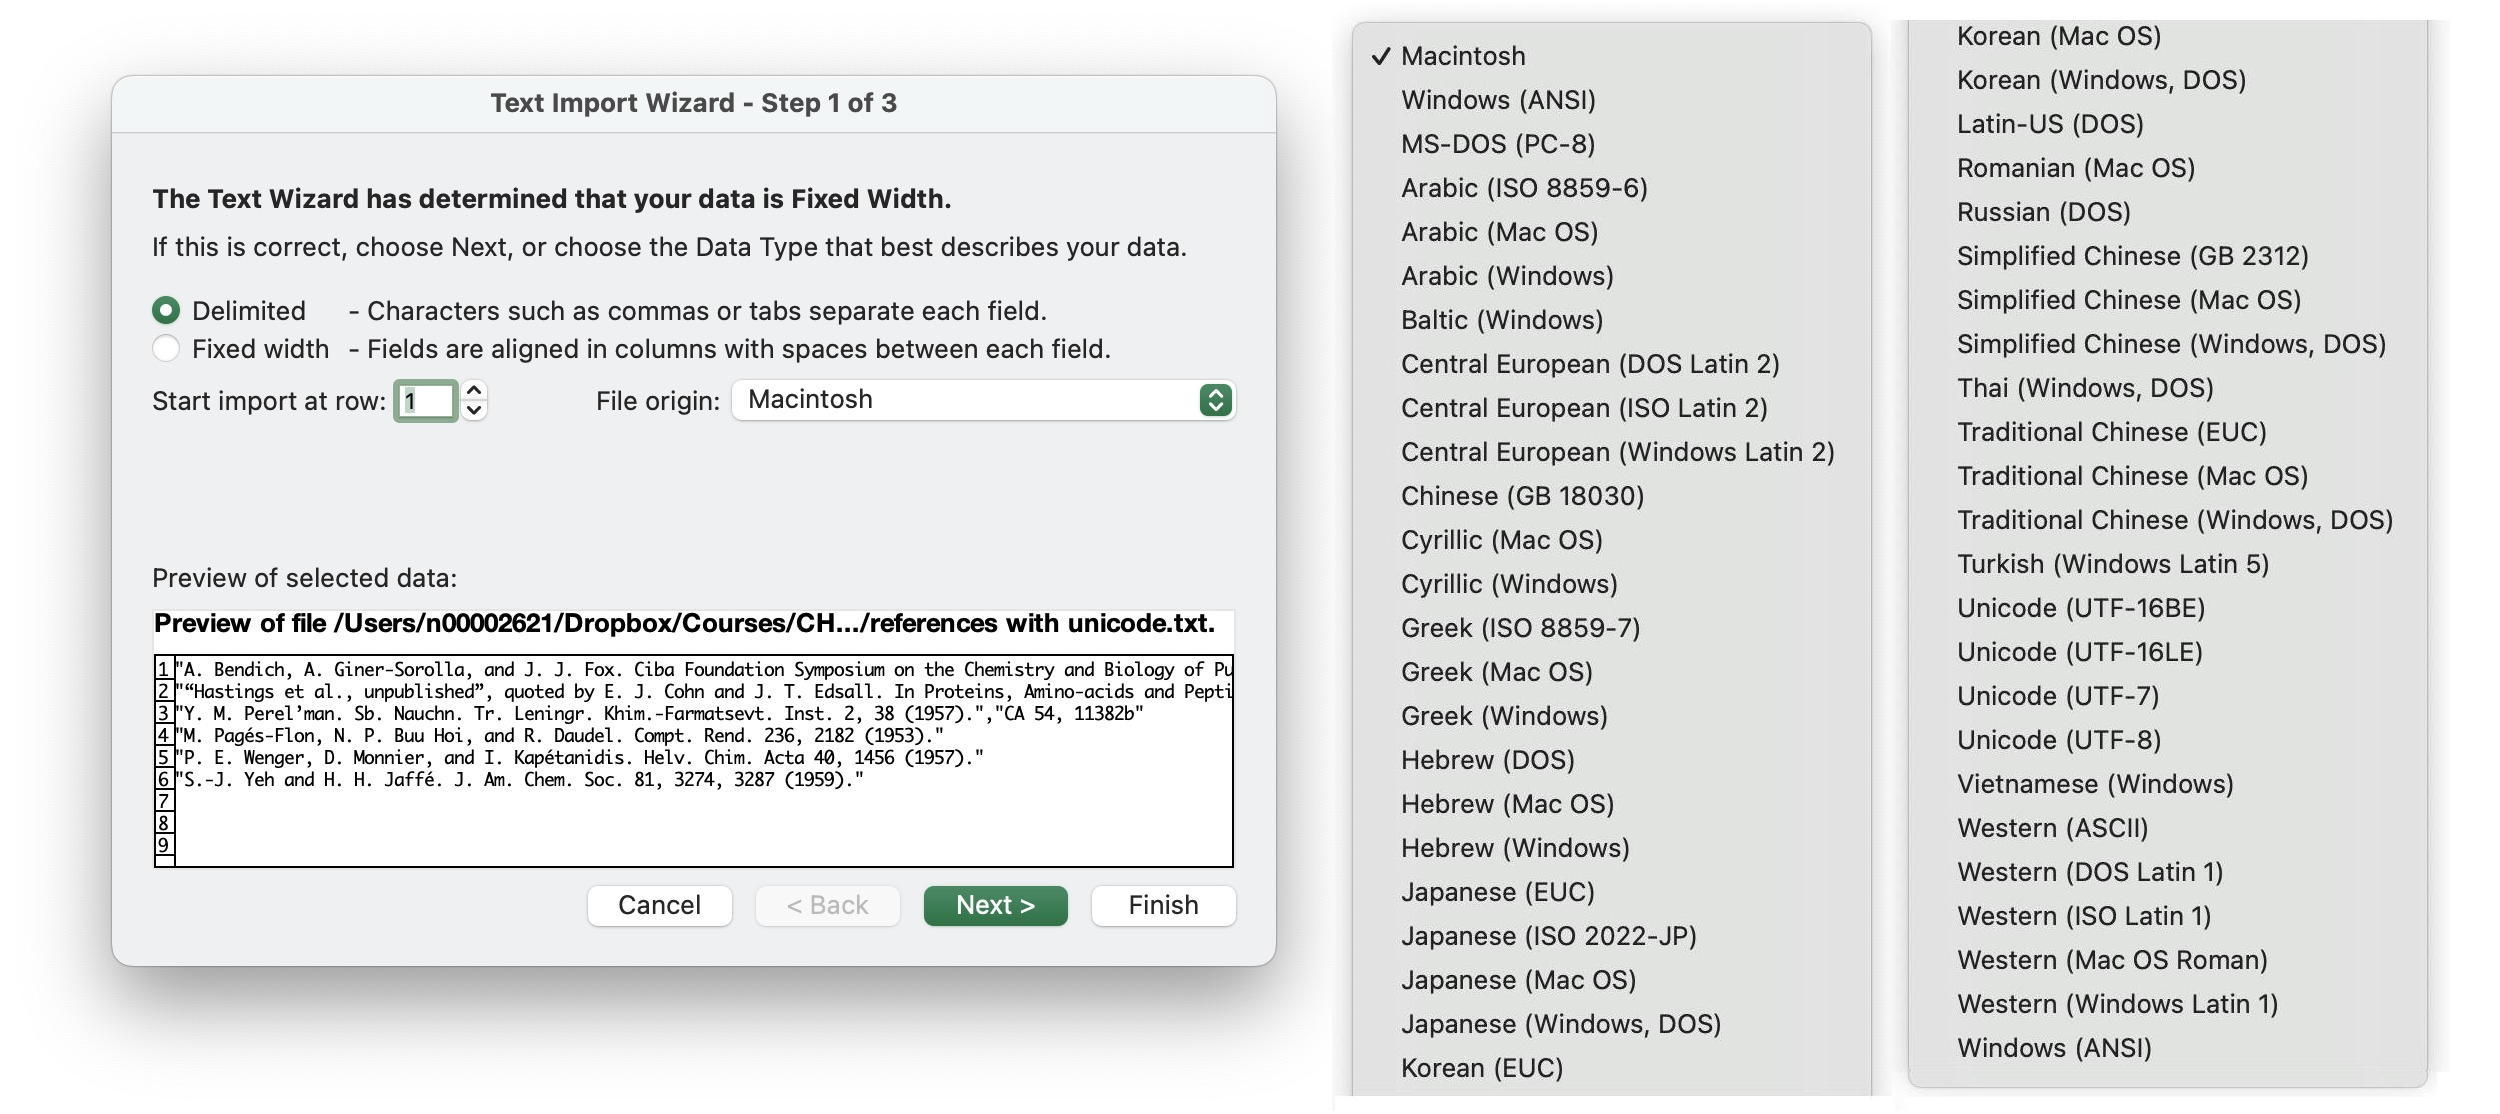 Text Import Wizard - Step 1 of 3
The Text Wizard has determined that your data is Fixed Width.
If this is correct, choose Next, or choose the Data Type that best describes your data.
Delimited - Characters such as commas or tabs separate each field.
Fixed width - Fields are aligned in columns with spaces between each field.
Start import at row: 1 File origin: Macintosh
Preview of selected data:
Preview of file /Users/n00002621/Dropbox/Courses/CH.../references with unicode.txt.
1 "A. Bendich, A. Giner-Sorolla, and J. J. Fox. Ciba Foundation Symposium on the Chemistry and Biology of Pu
2 "“Hastings et al., unpublished”, quoted by E. J. Cohn and J. T. Edsall. In Proteins, Amino-acids and Pepti
3 "Y. M. Perel’man. Sb. Nauchn. Tr. Leningr. Khim.-Farmatsevt. Inst. 2, 38 (1957).","CA 54, 11382b"
4 "M. Pagés-Flon, N. P. Buu Hoi, and R. Daudel. Compt. Rend. 236, 2182 (1953)."
5 "P. E. Wenger, D. Monnier, and I. Kapétanidis. Helv. Chim. Acta 40, 1456 (1957)."
6 "S.-J. Yeh and H. H. Jaffé. J. Am. Chem. Soc. 81, 3274, 3287 (1959)."
7
8
9
Cancel < Back Next > Finish
✓ Macintosh
Windows (ANSI)
MS-DOS (PC-8)
Arabic (ISO 8859-6)
Arabic (Mac OS)
Arabic (Windows)
Baltic (Windows)
Central European (DOS Latin 2)
Central European (ISO Latin 2)
Central European (Windows Latin 2)
Chinese (GB 18030)
Cyrillic (Mac OS)
Cyrillic (Windows)
Greek (ISO 8859-7)
Greek (Mac OS)
Greek (Windows)
Hebrew (DOS)
Hebrew (Mac OS)
Hebrew (Windows)
Japanese (EUC)
Japanese (ISO 2022-JP)
Japanese (Mac OS)
Japanese (Windows, DOS)
Korean (EUC)
Korean (Mac OS)
Korean (Windows, DOS)
Latin-US (DOS)
Romanian (Mac OS)
Russian (DOS)
Simplified Chinese (GB 2312)
Simplified Chinese (Mac OS)
Simplified Chinese (Windows, DOS)
Thai (Windows, DOS)
Traditional Chinese (EUC)
Traditional Chinese (Mac OS)
Traditional Chinese (Windows, DOS)
Turkish (Windows Latin 5)
Unicode (UTF-16BE)
Unicode (UTF-16LE)
Unicode (UTF-7)
Unicode (UTF-8)
Vietnamese (Windows)
Western (ASCII)
Western (DOS Latin 1)
Western (ISO Latin 1)
Western (Mac OS Roman)
Western (Windows Latin 1)
Windows (ANSI)